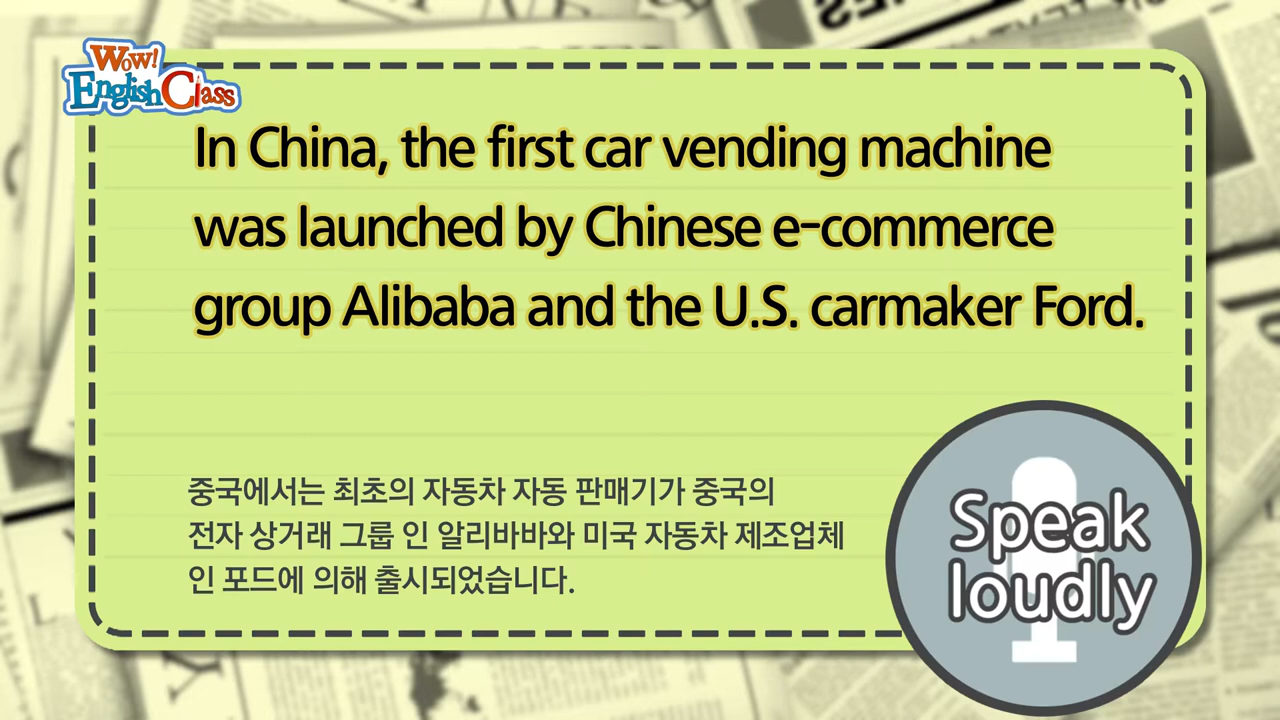 Wow!
English Class
In China, the first car vending machine
was launched by Chinese e-commerce
group Alibaba and the U.S. carmaker Ford.
중국에서는 최초의 자동차 자동 판매기가 중국의
전자 상거래 그룹 인 알리바바와 미국 자동차 제조업체
인 포드에 의해 출시되었습니다.
Speak
loudly